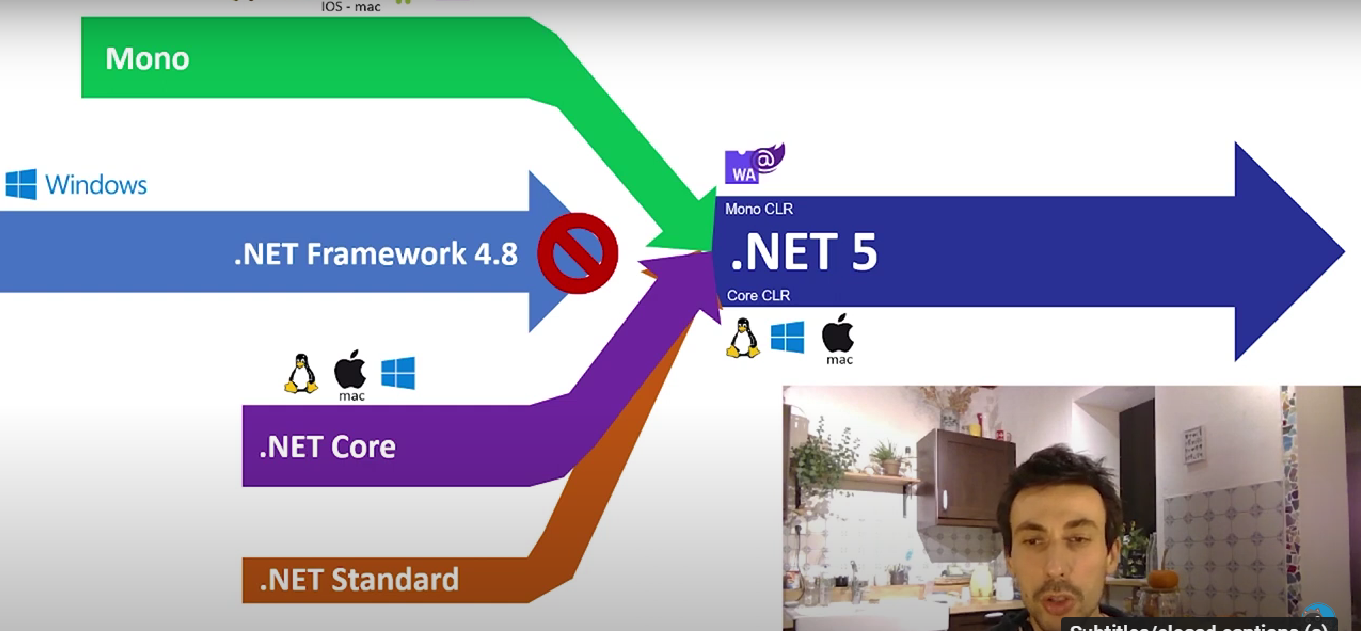 IOS - mac
Mono
Windows
.NET Framework 4.8
WA
@
Mono CLR
.NET 5
Core CLR
mac
mac
.NET Core
.NET Standard
Subtitles/closed captions (c)